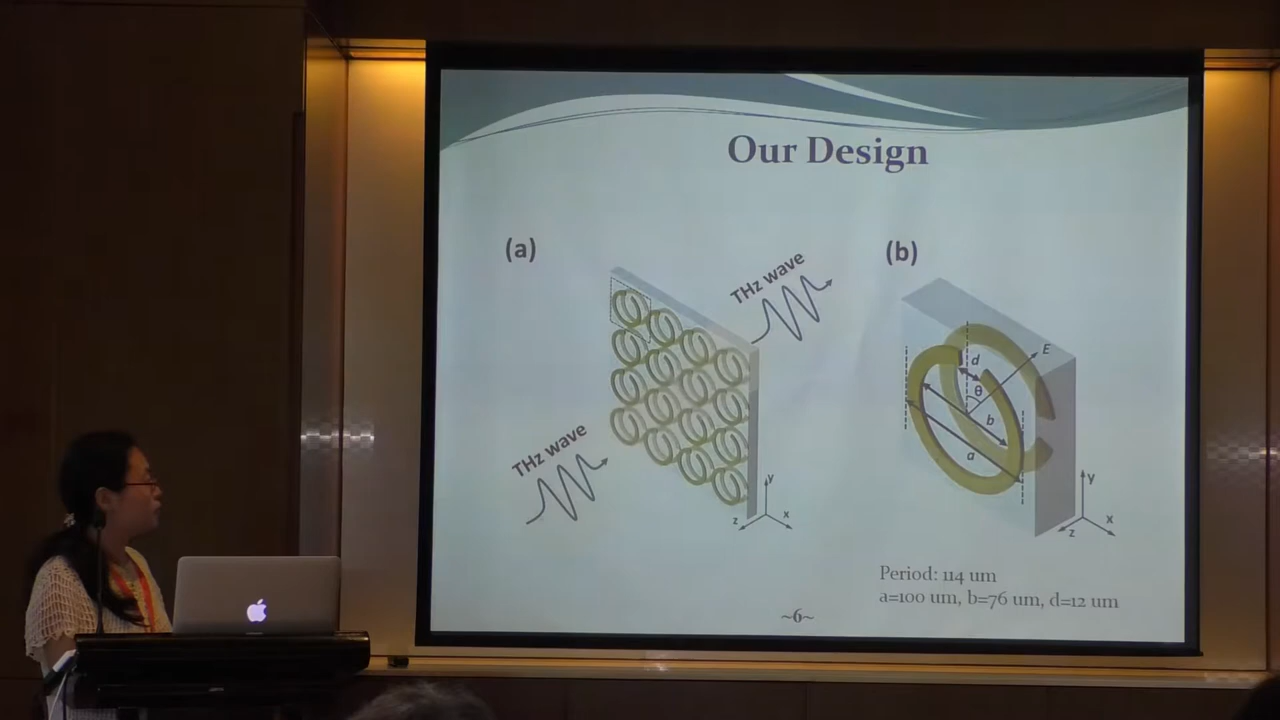 Our Design
(a)
THz wave
THz wave
y
z
x
(b)
E
d
θ
b
a
y
x
z
Period: 114 um
a=100 um, b=76 um, d=12 um
~6~